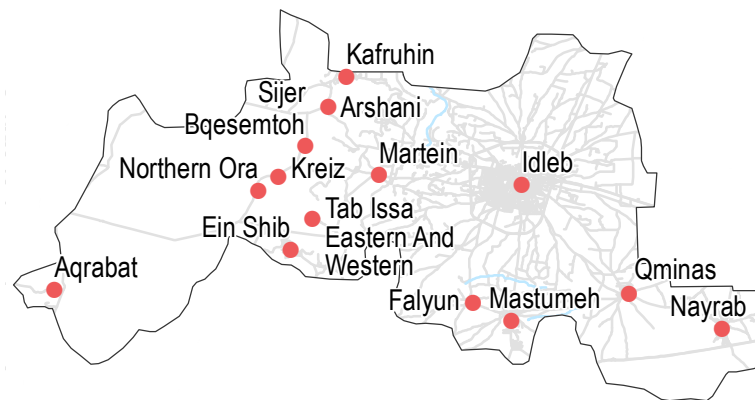 Kafruhin
Sijer
Arshani
Bqesemtoh
Martein
Idleb
Northern Ora
Kreiz
Tab Issa
Eastern And
Western
Ein Shib
Aqrabat
Qminas
Falyun
Mastumeh
Nayrab